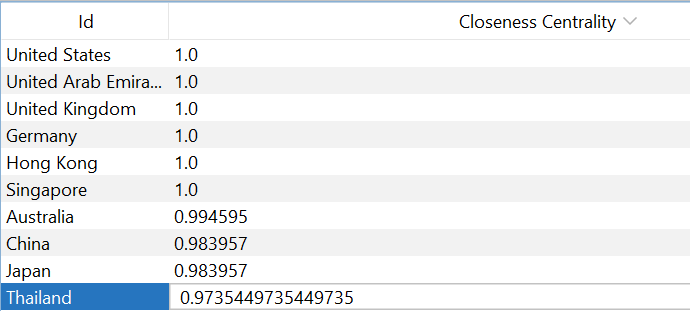 Id Closeness Centrality
United States 1.0
United Arab Emira... 1.0
United Kingdom 1.0
Germany 1.0
Hong Kong 1.0
Singapore 1.0
Australia 0.994595
China 0.983957
Japan 0.983957
Thailand 0.9735449735449735